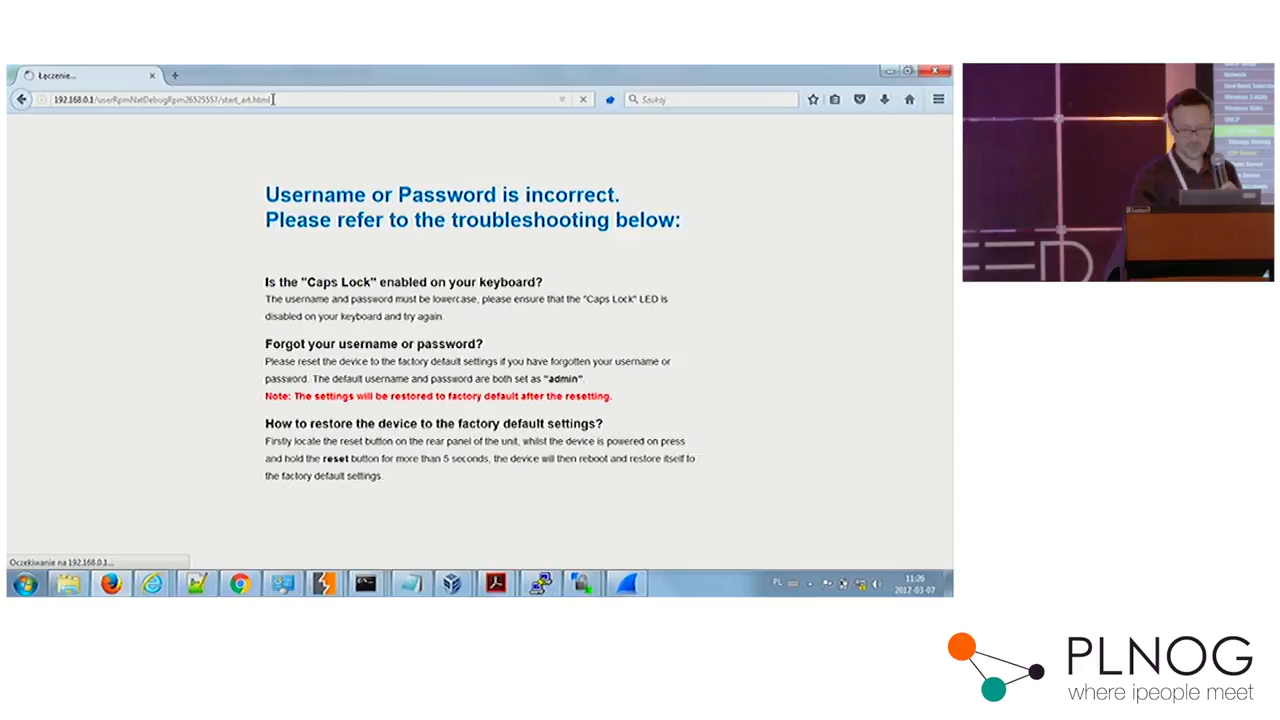 Łączenie...
192.168.0.1/userRpmNatDebugRpm26525557/start_art.html
Szukaj
Username or Password is incorrect.
Please refer to the troubleshooting below:
Is the "Caps Lock" enabled on your keyboard?
The username and password must be lowercase, please ensure that the "Caps Lock" LED is
disabled on your keyboard and try again.
Forgot your username or password?
Please reset the device to the factory default settings if you have forgotten your username or
password. The default username and password are both set as "admin".
Note: The settings will be restored to factory default after the resetting.
How to restore the device to the factory default settings?
Firstly locate the reset button on the rear panel of the unit, whilst the device is powered on press
and hold the reset button for more than 5 seconds, the device will then reboot and restore itself to
the factory default settings.
Oczekiwanie na 192.168.0.1...
PL
11:26
2017-03-07
Network
DHCP
PLNOG
where ipeople meet